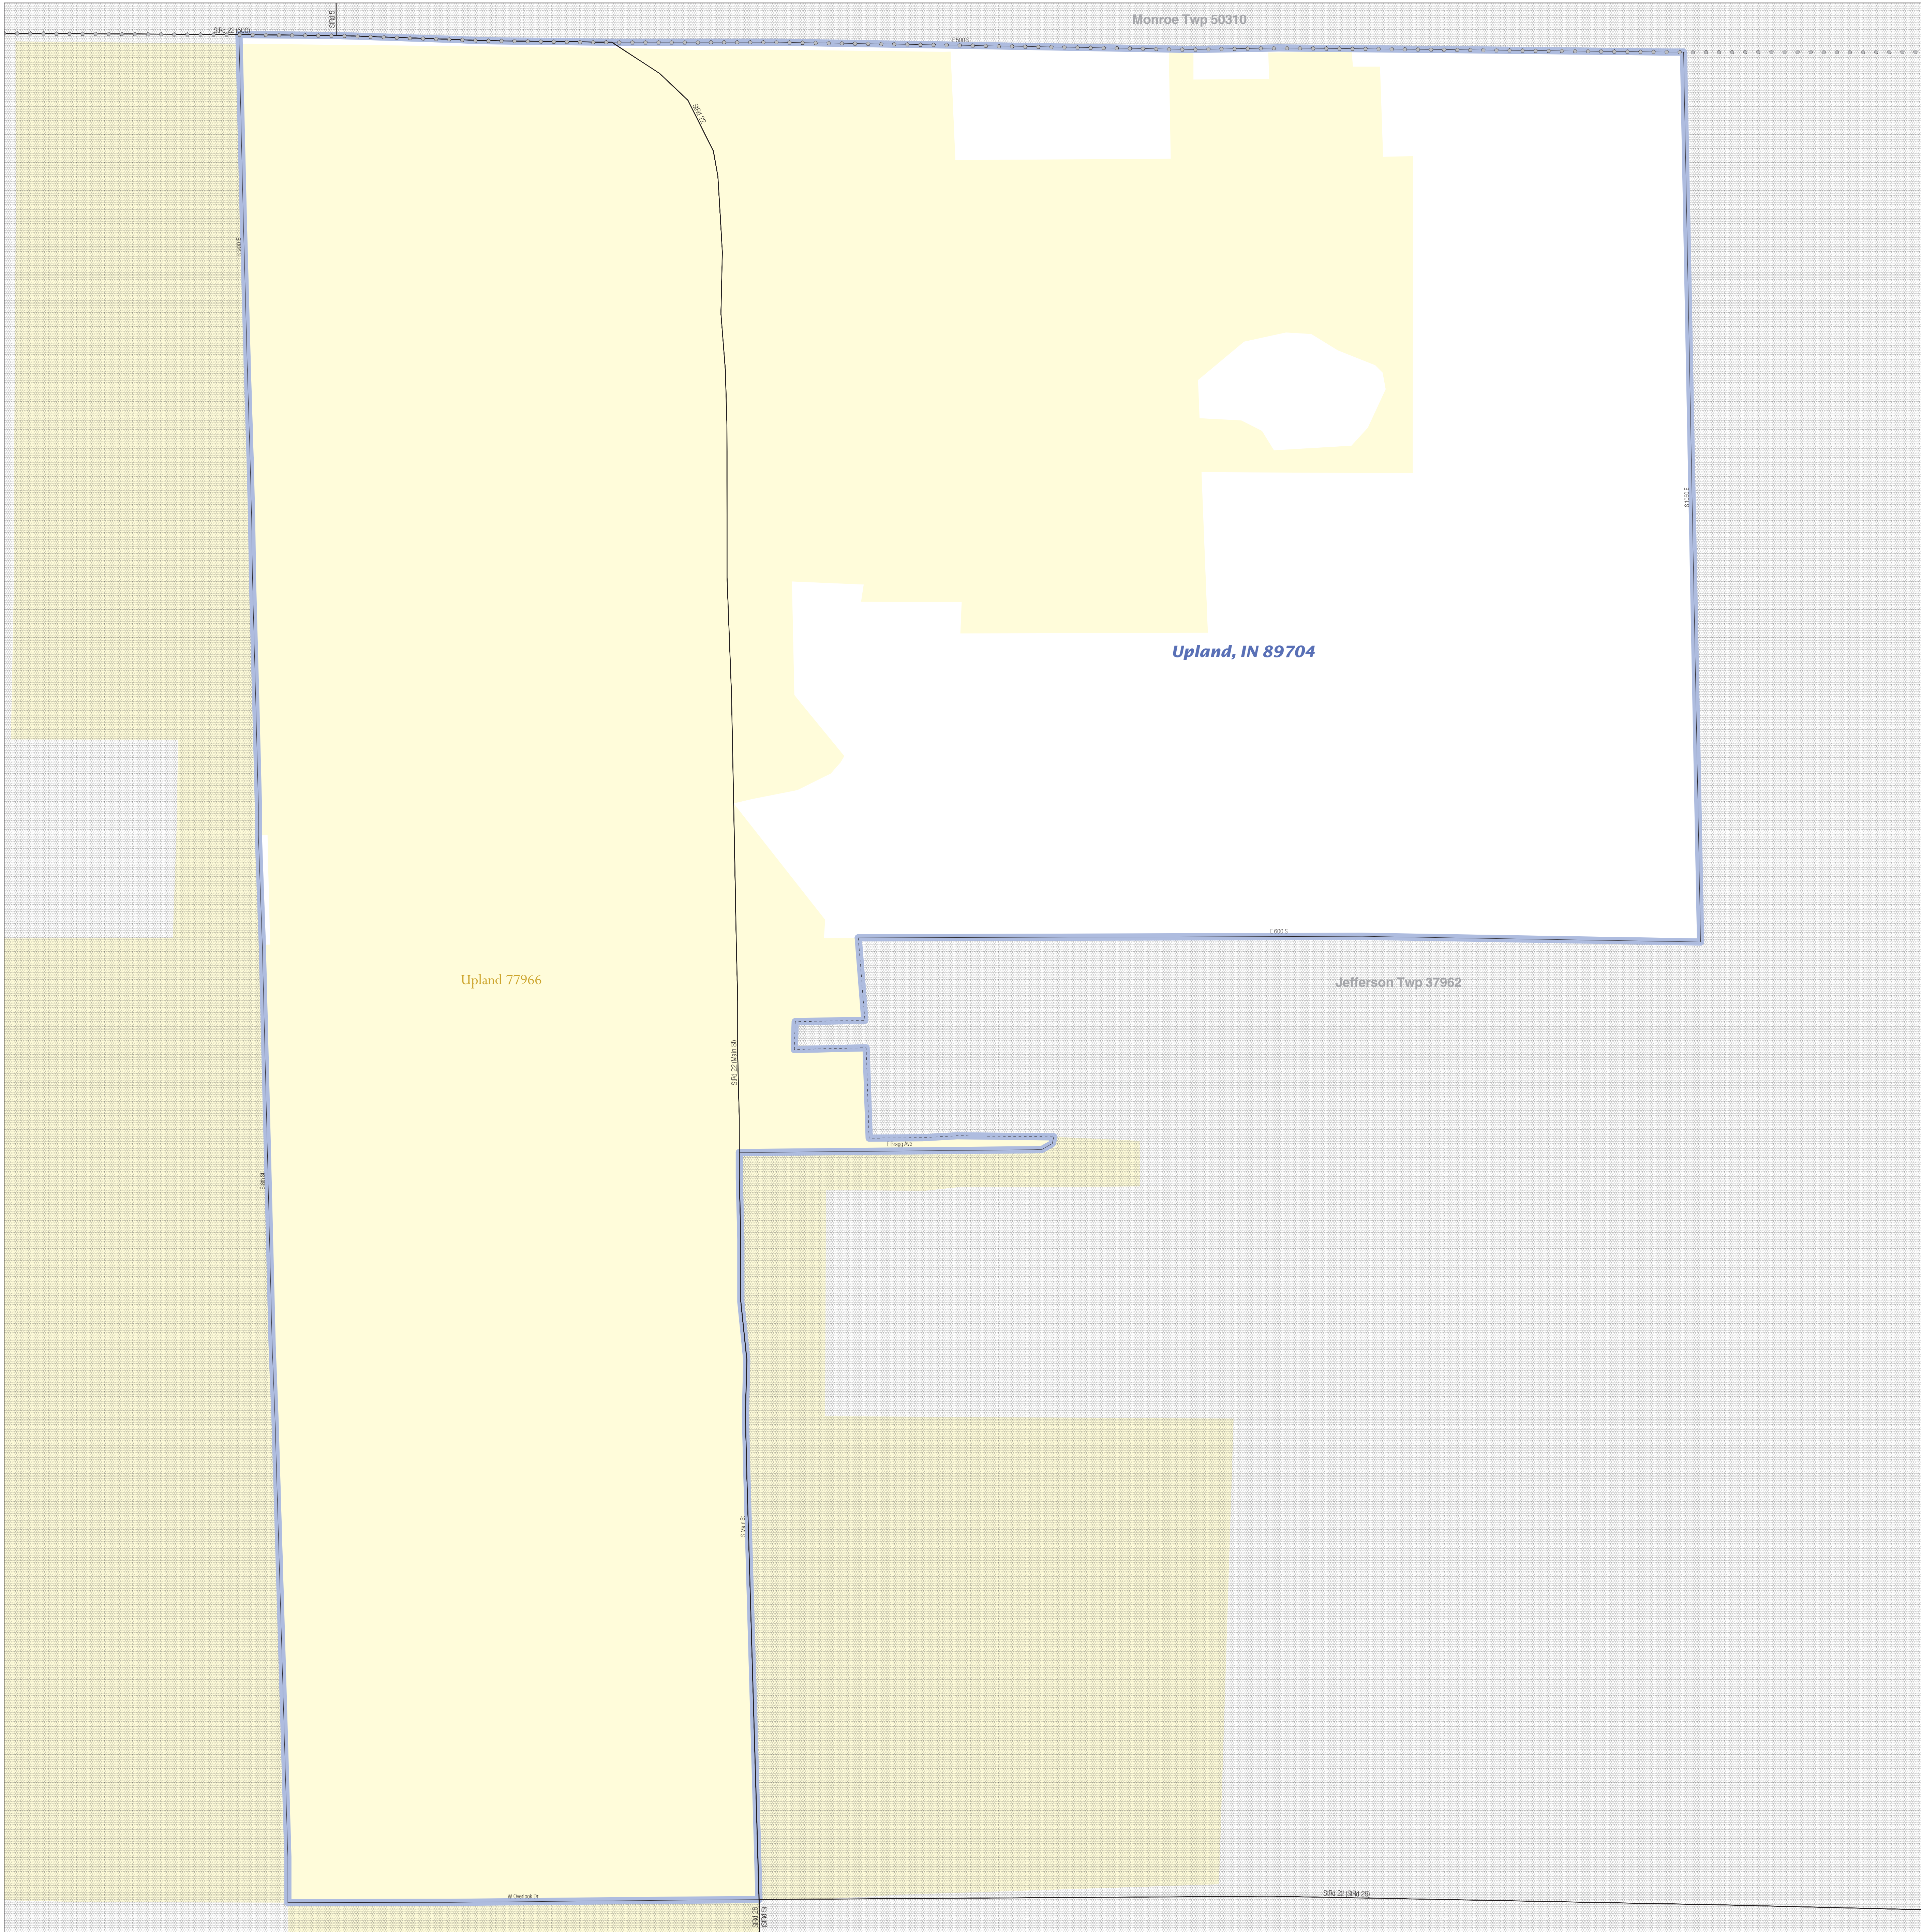 Monroe Twp 50310
StRd 5
StRd 22 (500)
E 500 S
StRd 22
S 900 E
S 1050 E
Upland, IN 89704
E 600 S
Upland 77966
Jefferson Twp 37962
StRd 22 (Main St)
E Bragg Ave
S 8th St
S Main St
W Overlook Dr
StRd 22 (StRd 26)
StRd 26
(StRd 5)